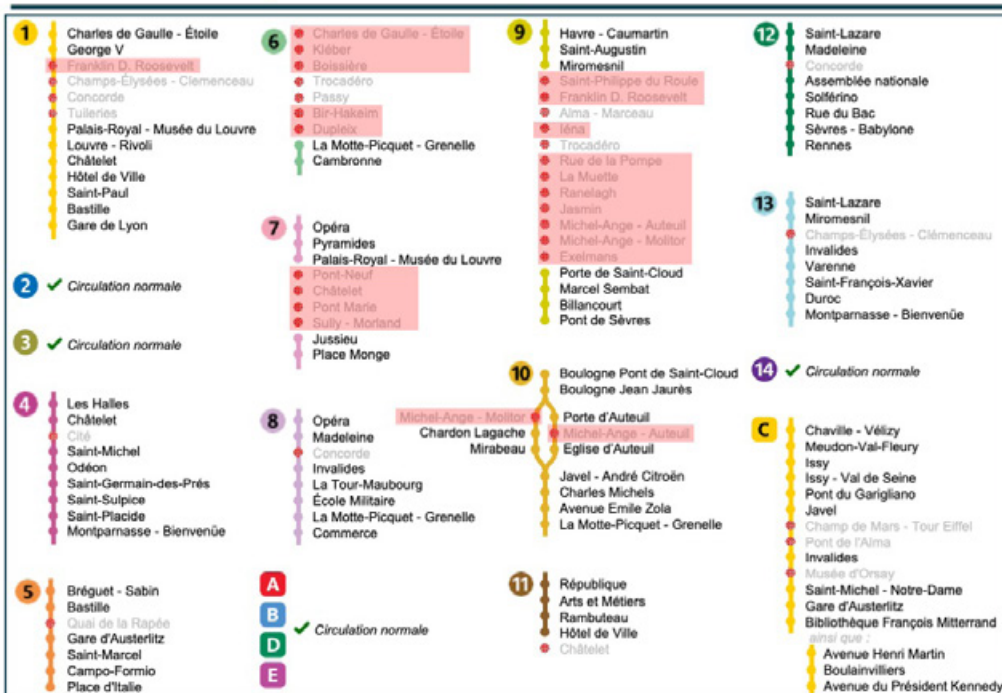 1
Charles de Gaulle - Étoile
George V
Franklin D. Roosevelt
Champs-Élysées - Clemenceau
Concorde
Tuileries
Palais-Royal - Musée du Louvre
Louvre - Rivoli
Châtelet
Hôtel de Ville
Saint-Paul
Bastille
Gare de Lyon
2
Circulation normale
3
Circulation normale
4
Les Halles
Châtelet
Cité
Saint-Michel
Odéon
Saint-Germain-des-Prés
Saint-Sulpice
Saint-Placide
Montparnasse - Bienvenüe
5
Bréguet - Sabin
Bastille
Quai de la Rapée
Gare d'Austerlitz
Saint-Marcel
Campo-Formio
Place d'Italie
6
Charles de Gaulle - Étoile
Kléber
Boissière
Trocadéro
Passy
Bir-Hakeim
Dupleix
La Motte-Picquet - Grenelle
Cambronne
7
Opéra
Pyramides
Palais-Royal - Musée du Louvre
Pont-Neuf
Châtelet
Pont Marie
Sully - Morland
Jussieu
Place Monge
8
Opéra
Madeleine
Concorde
Invalides
La Tour-Maubourg
École Militaire
La Motte-Picquet - Grenelle
Commerce
A
B
D
E
Circulation normale
9
Havre - Caumartin
Saint-Augustin
Miromesnil
Saint-Philippe du Roule
Franklin D. Roosevelt
Alma - Marceau
Iéna
Trocadéro
Rue de la Pompe
La Muette
Ranelagh
Jasmin
Michel-Ange - Auteuil
Michel-Ange - Molitor
Exelmans
Porte de Saint-Cloud
Marcel Sembat
Billancourt
Pont de Sèvres
10
Boulogne Pont de Saint-Cloud
Boulogne Jean Jaurès
Michel-Ange - Molitor
Porte d'Auteuil
Chardon Lagache
Michel-Ange - Auteuil
Mirabeau
Eglise d'Auteuil
Javel - André Citroën
Charles Michels
Avenue Emile Zola
La Motte-Picquet - Grenelle
11
République
Arts et Métiers
Rambuteau
Hôtel de Ville
Châtelet
12
Saint-Lazare
Madeleine
Concorde
Assemblée nationale
Solférino
Rue du Bac
Sèvres - Babylone
Rennes
13
Saint-Lazare
Miromesnil
Champs-Élysées - Clémenceau
Invalides
Varenne
Saint-François-Xavier
Duroc
Montparnasse - Bienvenüe
14
Circulation normale
C
Chaville - Vélizy
Meudon-Val-Fleury
Issy
Issy - Val de Seine
Pont du Garigliano
Javel
Champ de Mars - Tour Eiffel
Pont de l'Alma
Invalides
Musée d'Orsay
Saint-Michel - Notre-Dame
Gare d'Austerlitz
Bibliothèque François Mitterrand
ainsi que :
Avenue Henri Martin
Boulainvilliers
Avenue du Président Kennedy